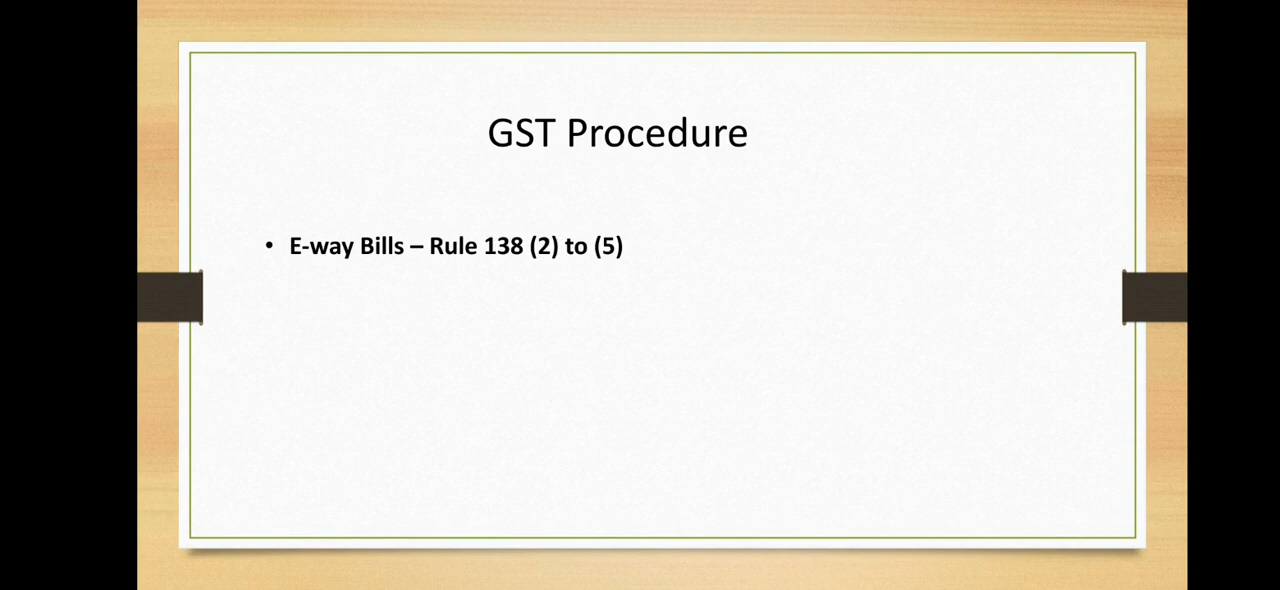 GST Procedure
• E-way Bills – Rule 138 (2) to (5)